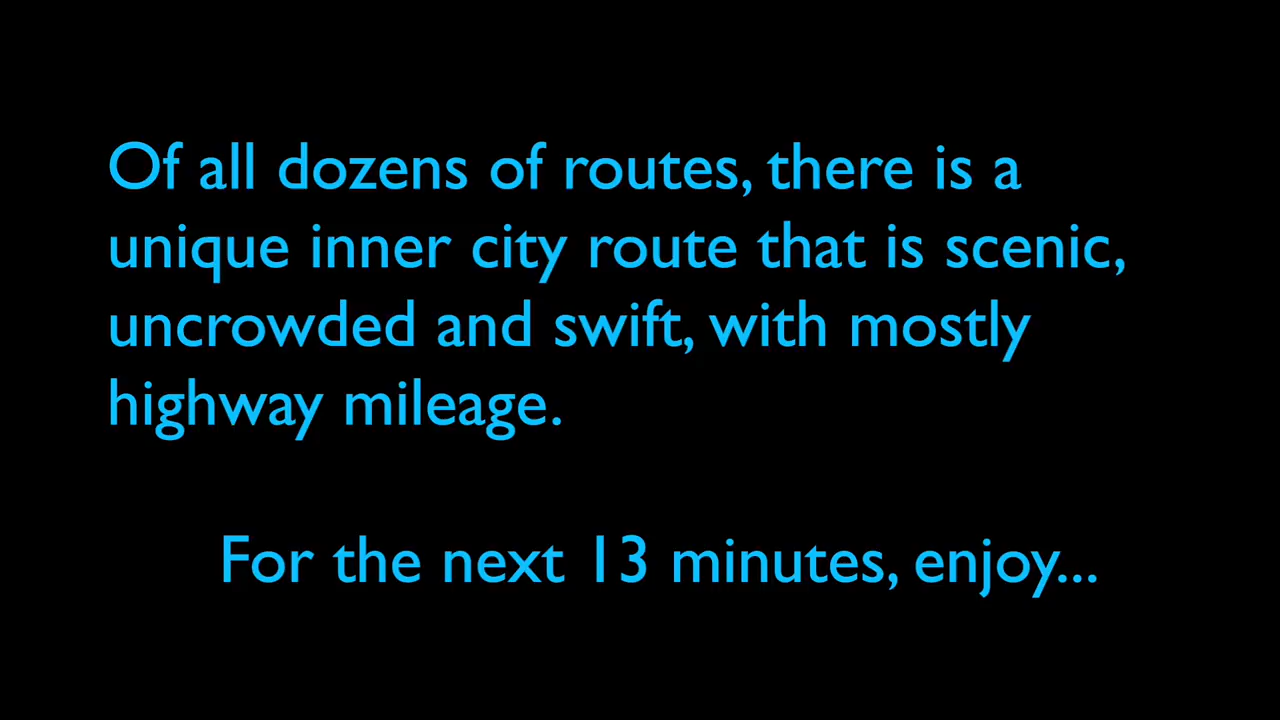 Of all dozens of routes, there is a
unique inner city route that is scenic,
uncrowded and swift, with mostly
highway mileage.
For the next 13 minutes, enjoy...